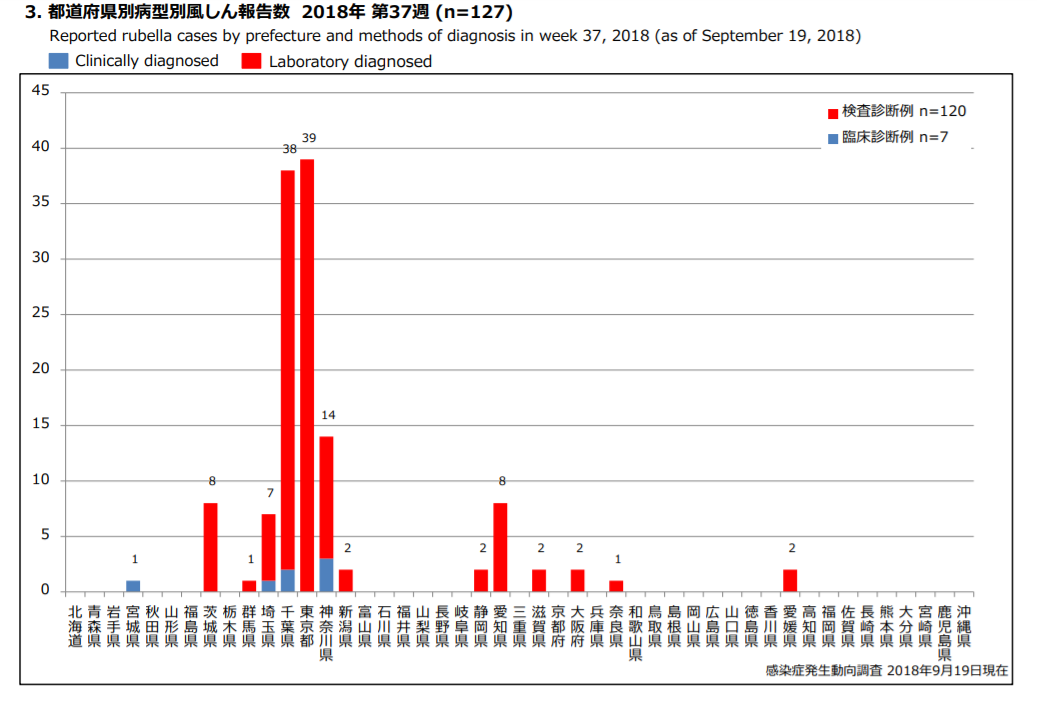 3. 都道府県別病型別風しん報告数 2018年 第37週 (n=127)
Reported rubella cases by prefecture and methods of diagnosis in week 37, 2018 (as of September 19, 2018)
Clinically diagnosed Laboratory diagnosed
検査診断例 n=120
臨床診断例 n=7
45
40
35
30
25
20
15
10
5
0
1
8
1
7
38
39
14
2
2
8
2
2
1
2
北海道
青森県
岩手県
宮城県
秋田県
山形県
福島県
茨城県
栃木県
群馬県
埼玉県
千葉県
東京都
神奈川県
新潟県
富山県
石川県
福井県
山梨県
長野県
岐阜県
静岡県
愛知県
三重県
滋賀県
京都府
大阪府
兵庫県
奈良県
和歌山県
鳥取県
島根県
岡山県
広島県
山口県
徳島県
香川県
愛媛県
高知県
福岡県
佐賀県
長崎県
熊本県
大分県
宮崎県
鹿児島県
沖縄県
感染症発生動向調査 2018年9月19日現在